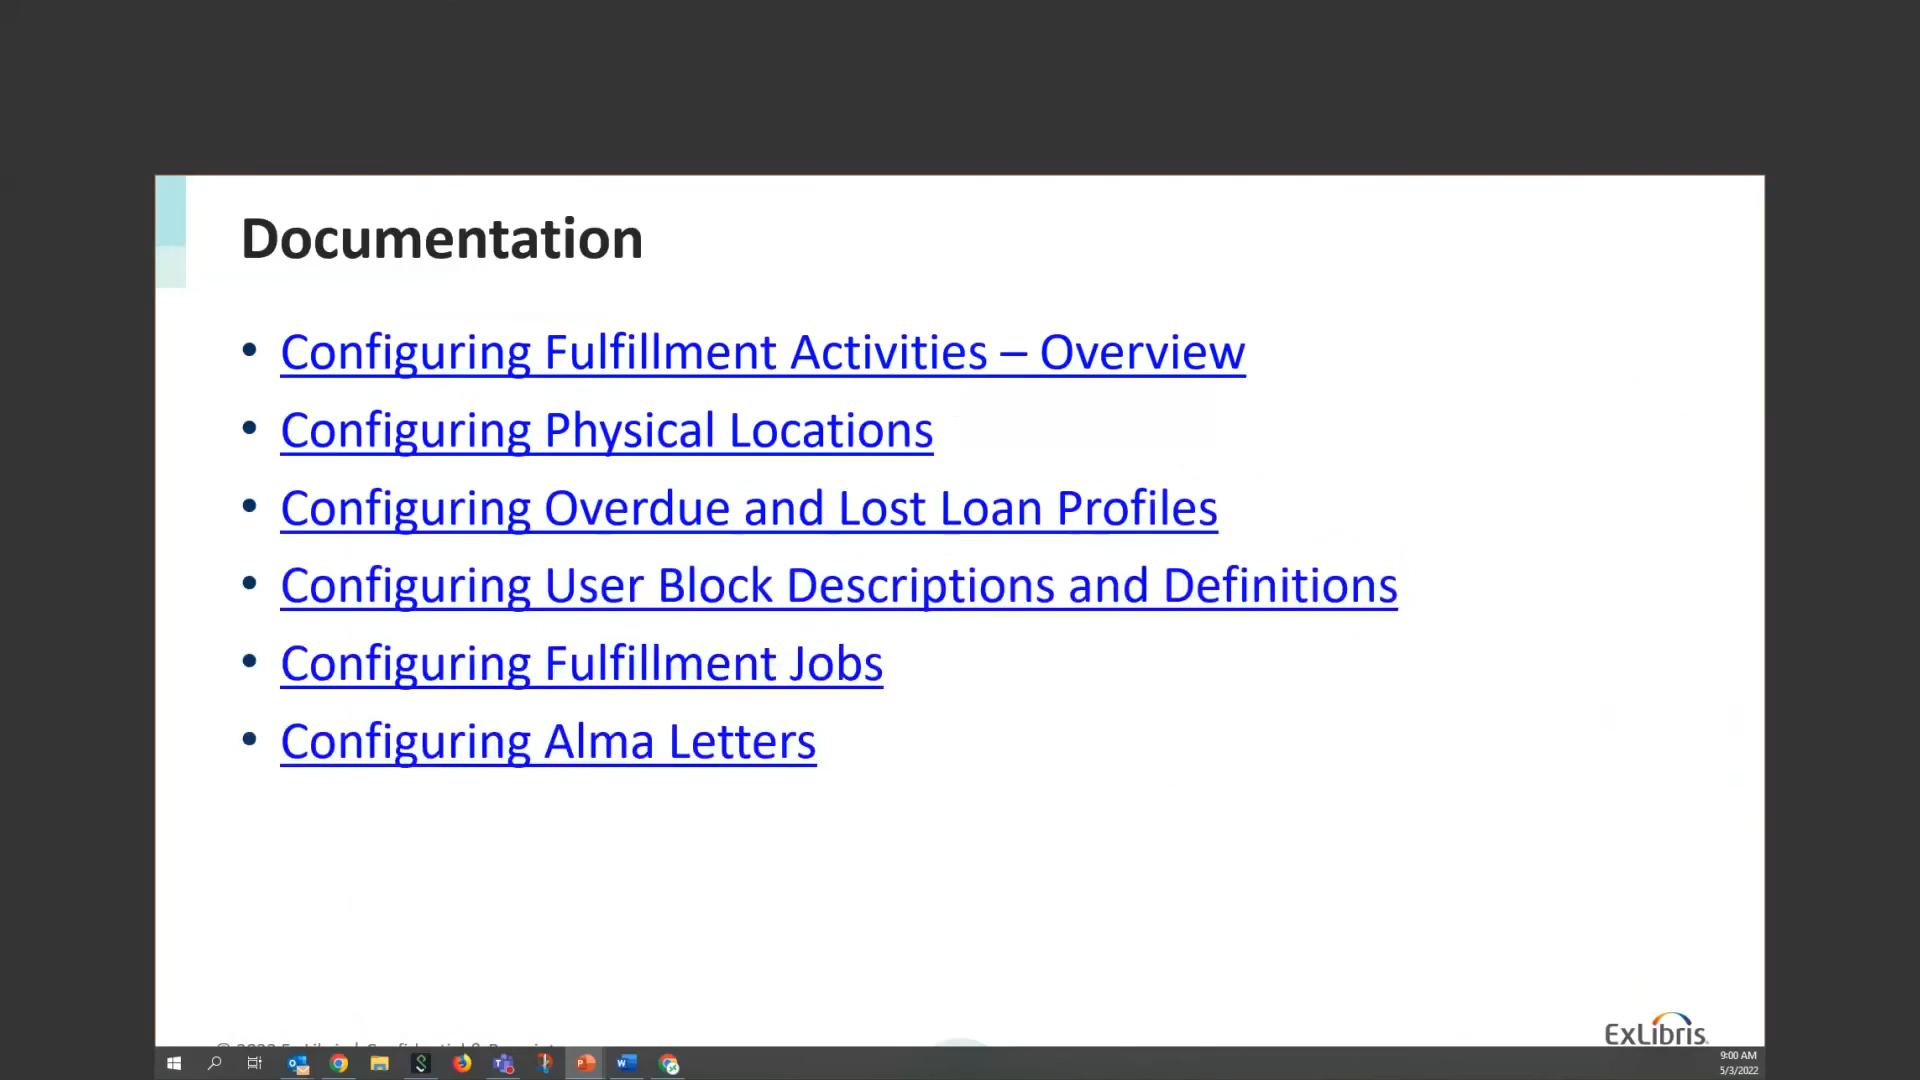 Documentation
• Configuring Fulfillment Activities – Overview
• Configuring Physical Locations
• Configuring Overdue and Lost Loan Profiles
• Configuring User Block Descriptions and Definitions
• Configuring Fulfillment Jobs
• Configuring Alma Letters
ExLibris
9:00 AM
5/3/2022